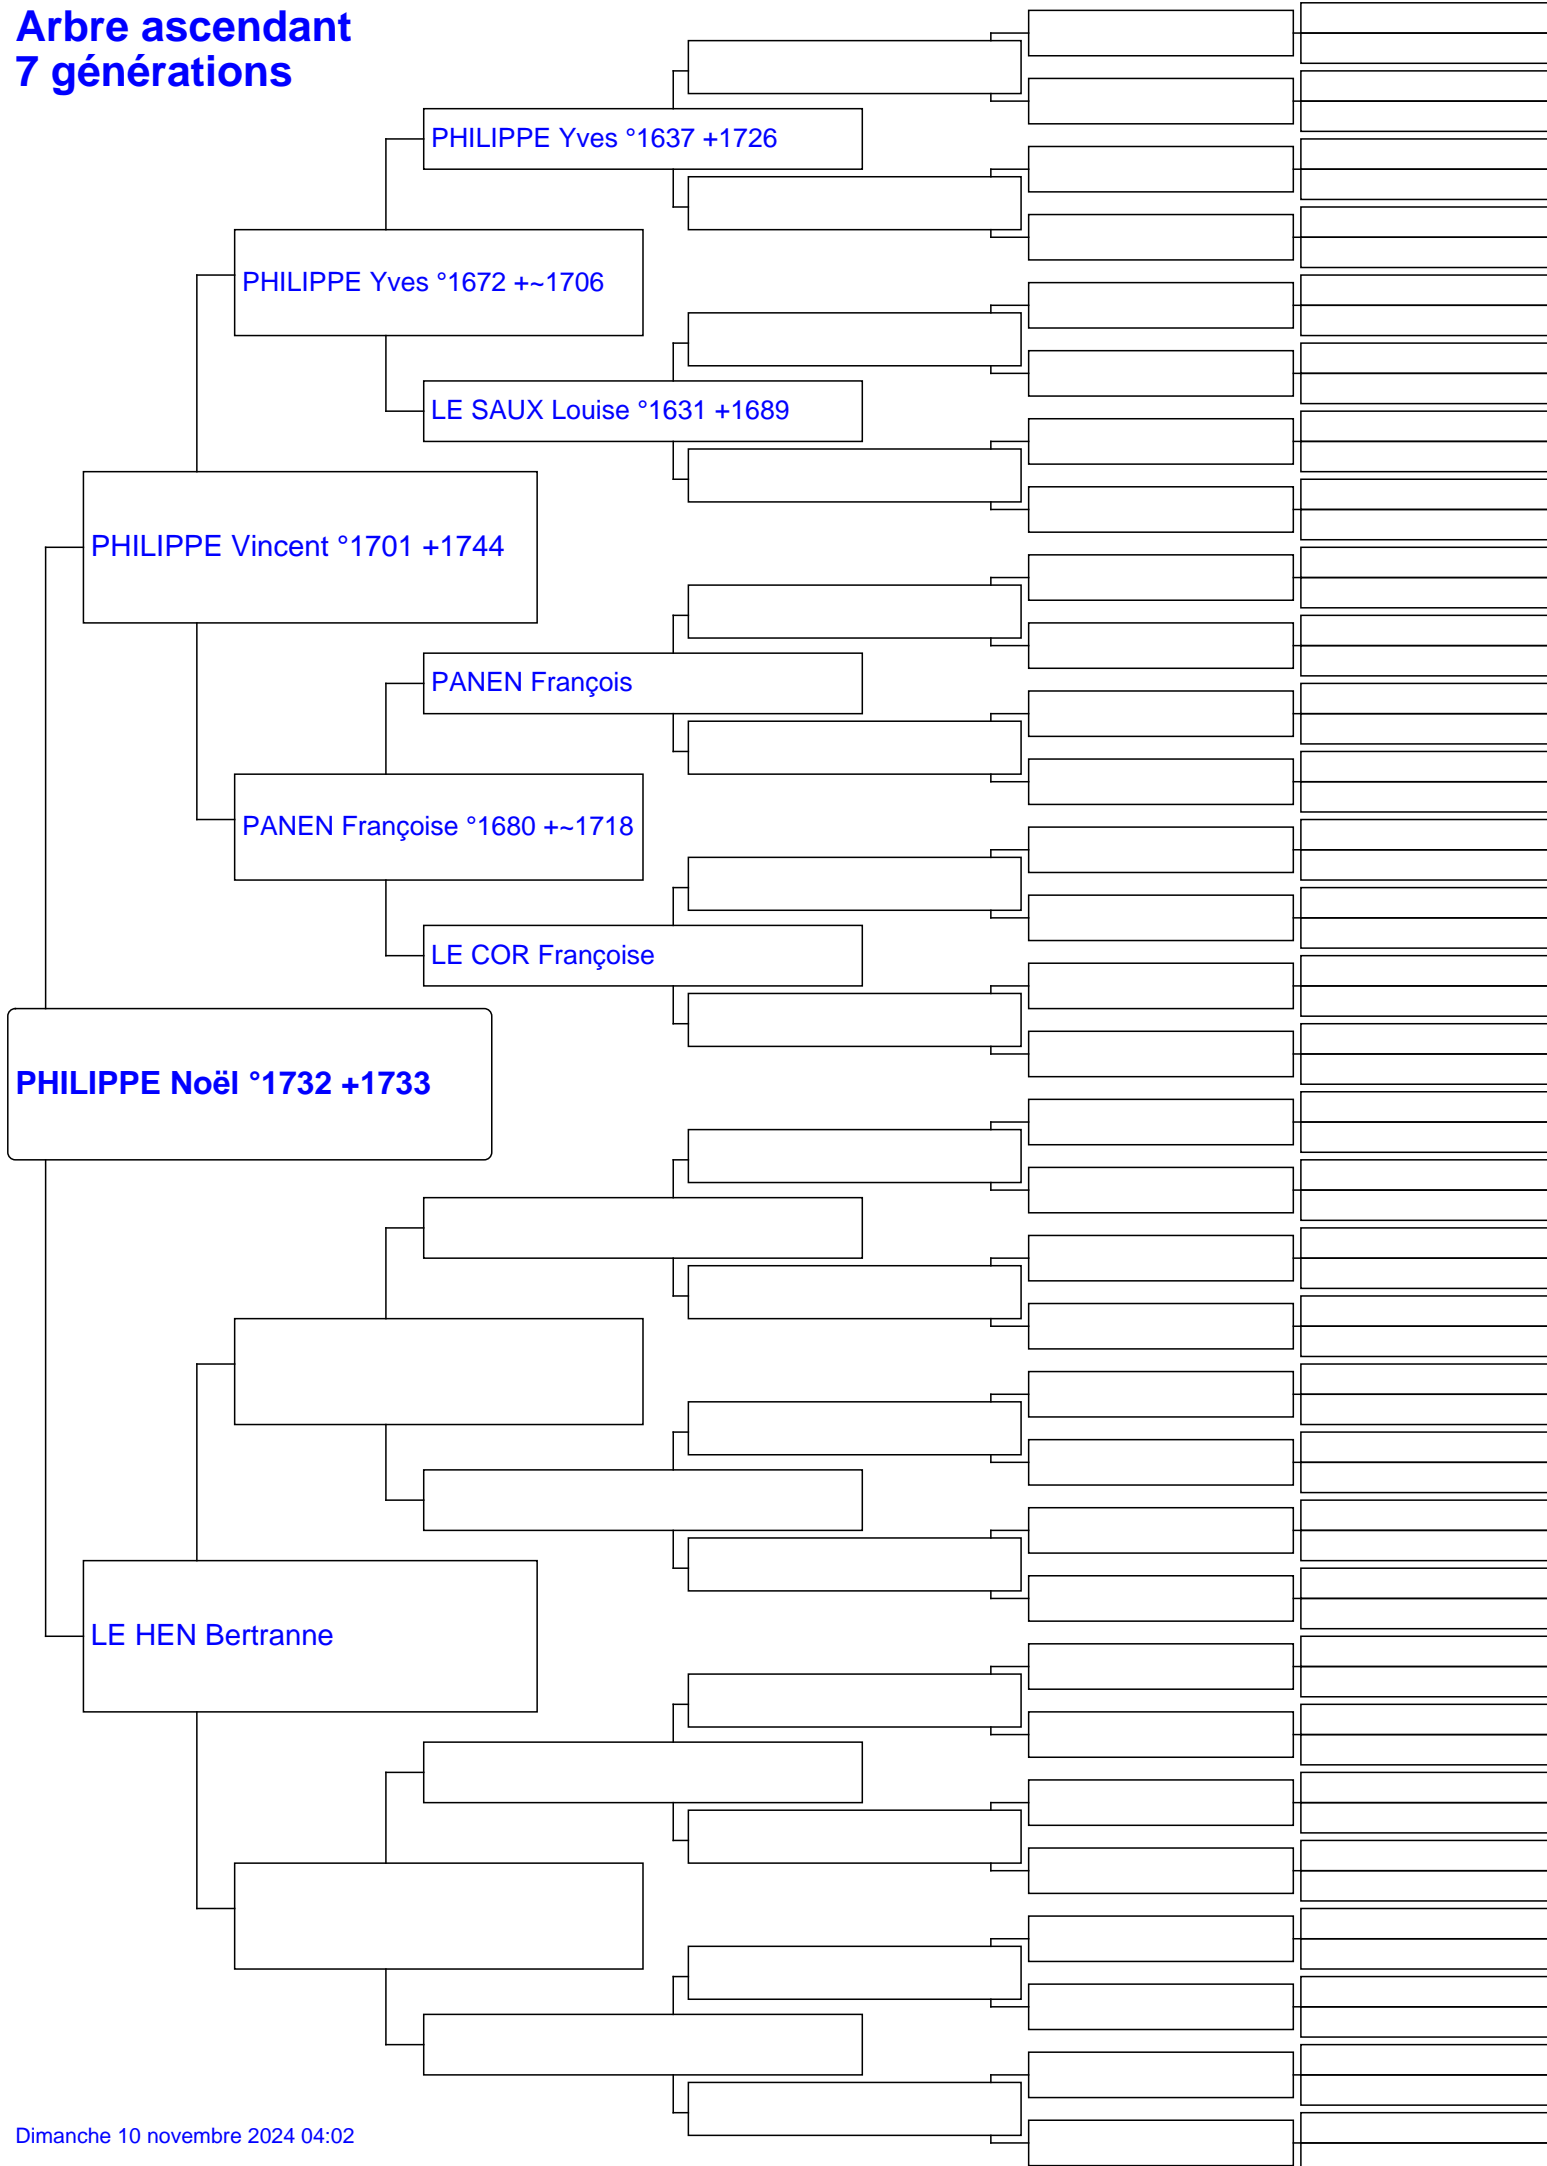 Arbre ascendant
7 générations
PHILIPPE Yves °1637 +1726
PHILIPPE Yves °1672 +~1706
LE SAUX Louise °1631 +1689
PHILIPPE Vincent °1701 +1744
PANEN François
PANEN Françoise °1680 +~1718
LE COR Françoise
PHILIPPE Noël °1732 +1733
LE HEN Bertranne
Dimanche 10 novembre 2024 04:02